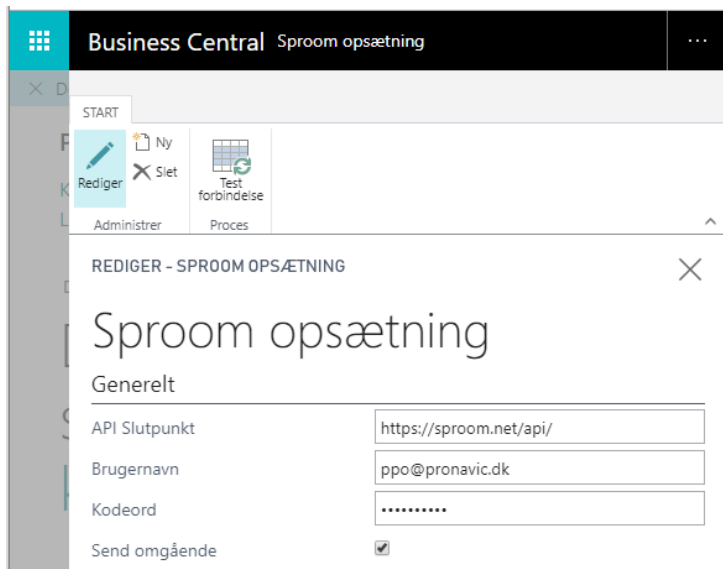 Business Central Sproom opsætning ...
D
START
P
Rediger
Ny
Slet
Test
forbindelse
K
L
Administrer
Proces
REDIGER - SPROOM OPSÆTNING
Sproom opsætning
Generelt
API Slutpunkt https://sproom.net/api/
Brugernavn ppo@pronavic.dk
Kodeord ••••••••••
Send omgående